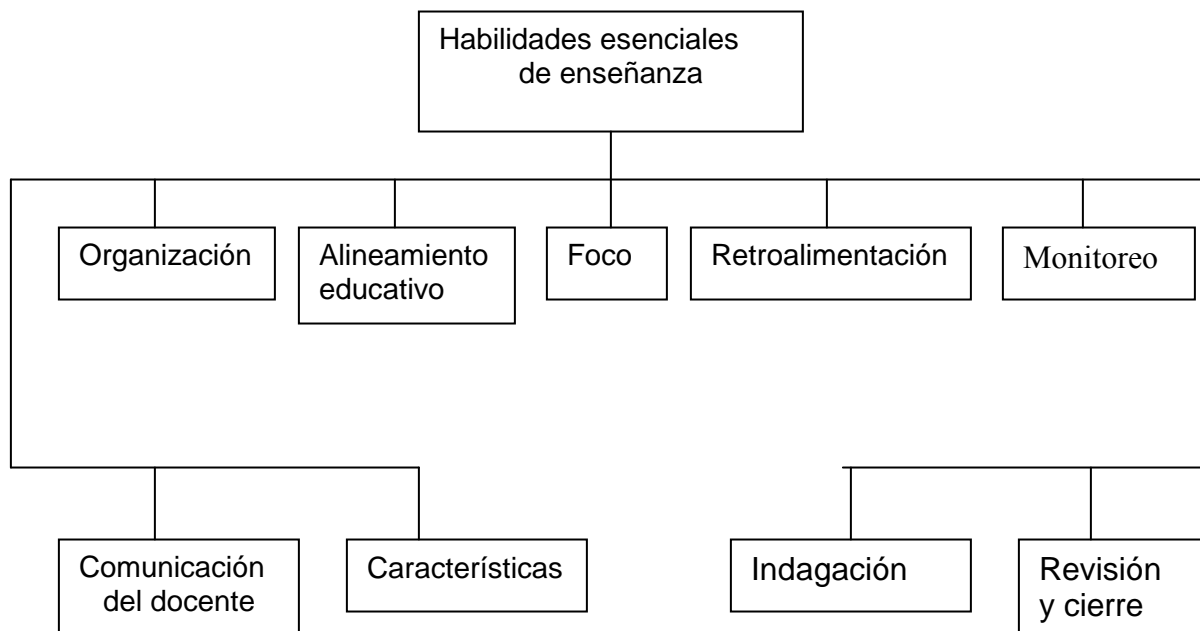 Habilidades esenciales
de enseñanza
Organización
Alineamiento
educativo
Foco
Retroalimentación
Monitoreo
Comunicación
del docente
Características
Indagación
Revisión
y cierre